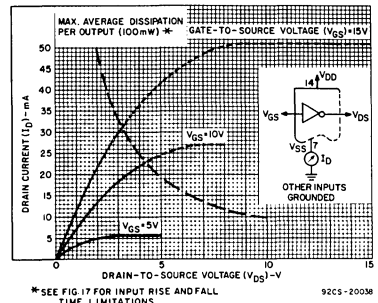 MAX. AVERAGE DISSIPATION
PER OUTPUT (100mW) * GATE-TO-SOURCE VOLTAGE (VGS)=15V
DRAIN CURRENT (ID)-mA
50
40
30
25
20
15
10
5
0
5
10
15
VGS=10V
VGS=5V
VDD
14
VGS
VDS
VSS 7
ID
OTHER INPUTS
GROUNDED
DRAIN-TO-SOURCE VOLTAGE (VDS)-V
*SEE FIG.17 FOR INPUT RISE AND FALL
TIME LIMITATIONS
92CS-20038